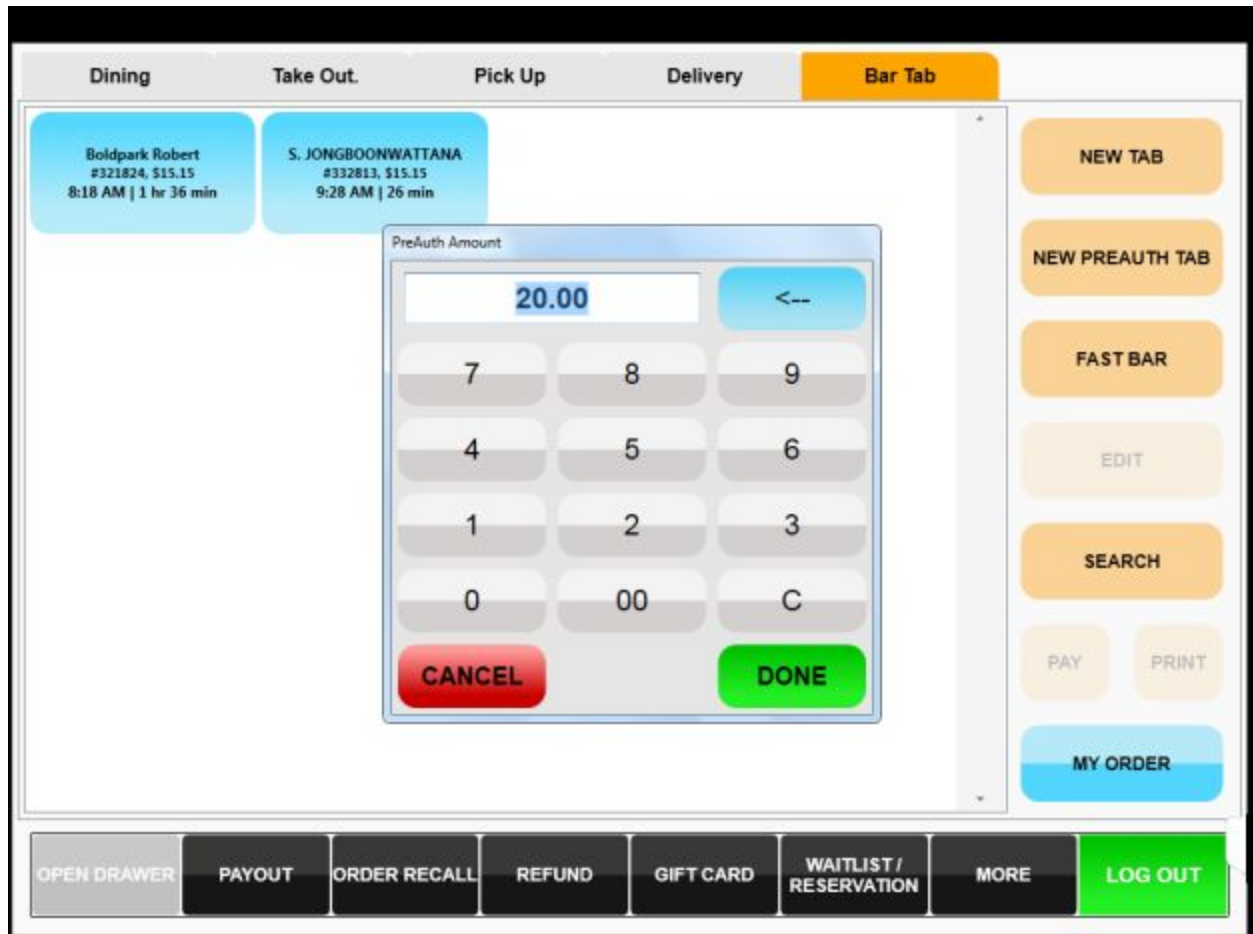 Dining Take Out. Pick Up Delivery Bar Tab
Boldpark Robert
#321824, $15.15
8:18 AM | 1 hr 36 min
S. JONGBOONWATTANA
#332813, $15.15
9:28 AM | 26 min
PreAuth Amount
20.00 <--
7 8 9
4 5 6
1 2 3
0 00 C
CANCEL DONE
NEW TAB
NEW PREAUTH TAB
FAST BAR
EDIT
SEARCH
PAY PRINT
MY ORDER
OPEN DRAWER PAYOUT ORDER RECALL REFUND GIFT CARD WAITLIST /
RESERVATION MORE LOG OUT